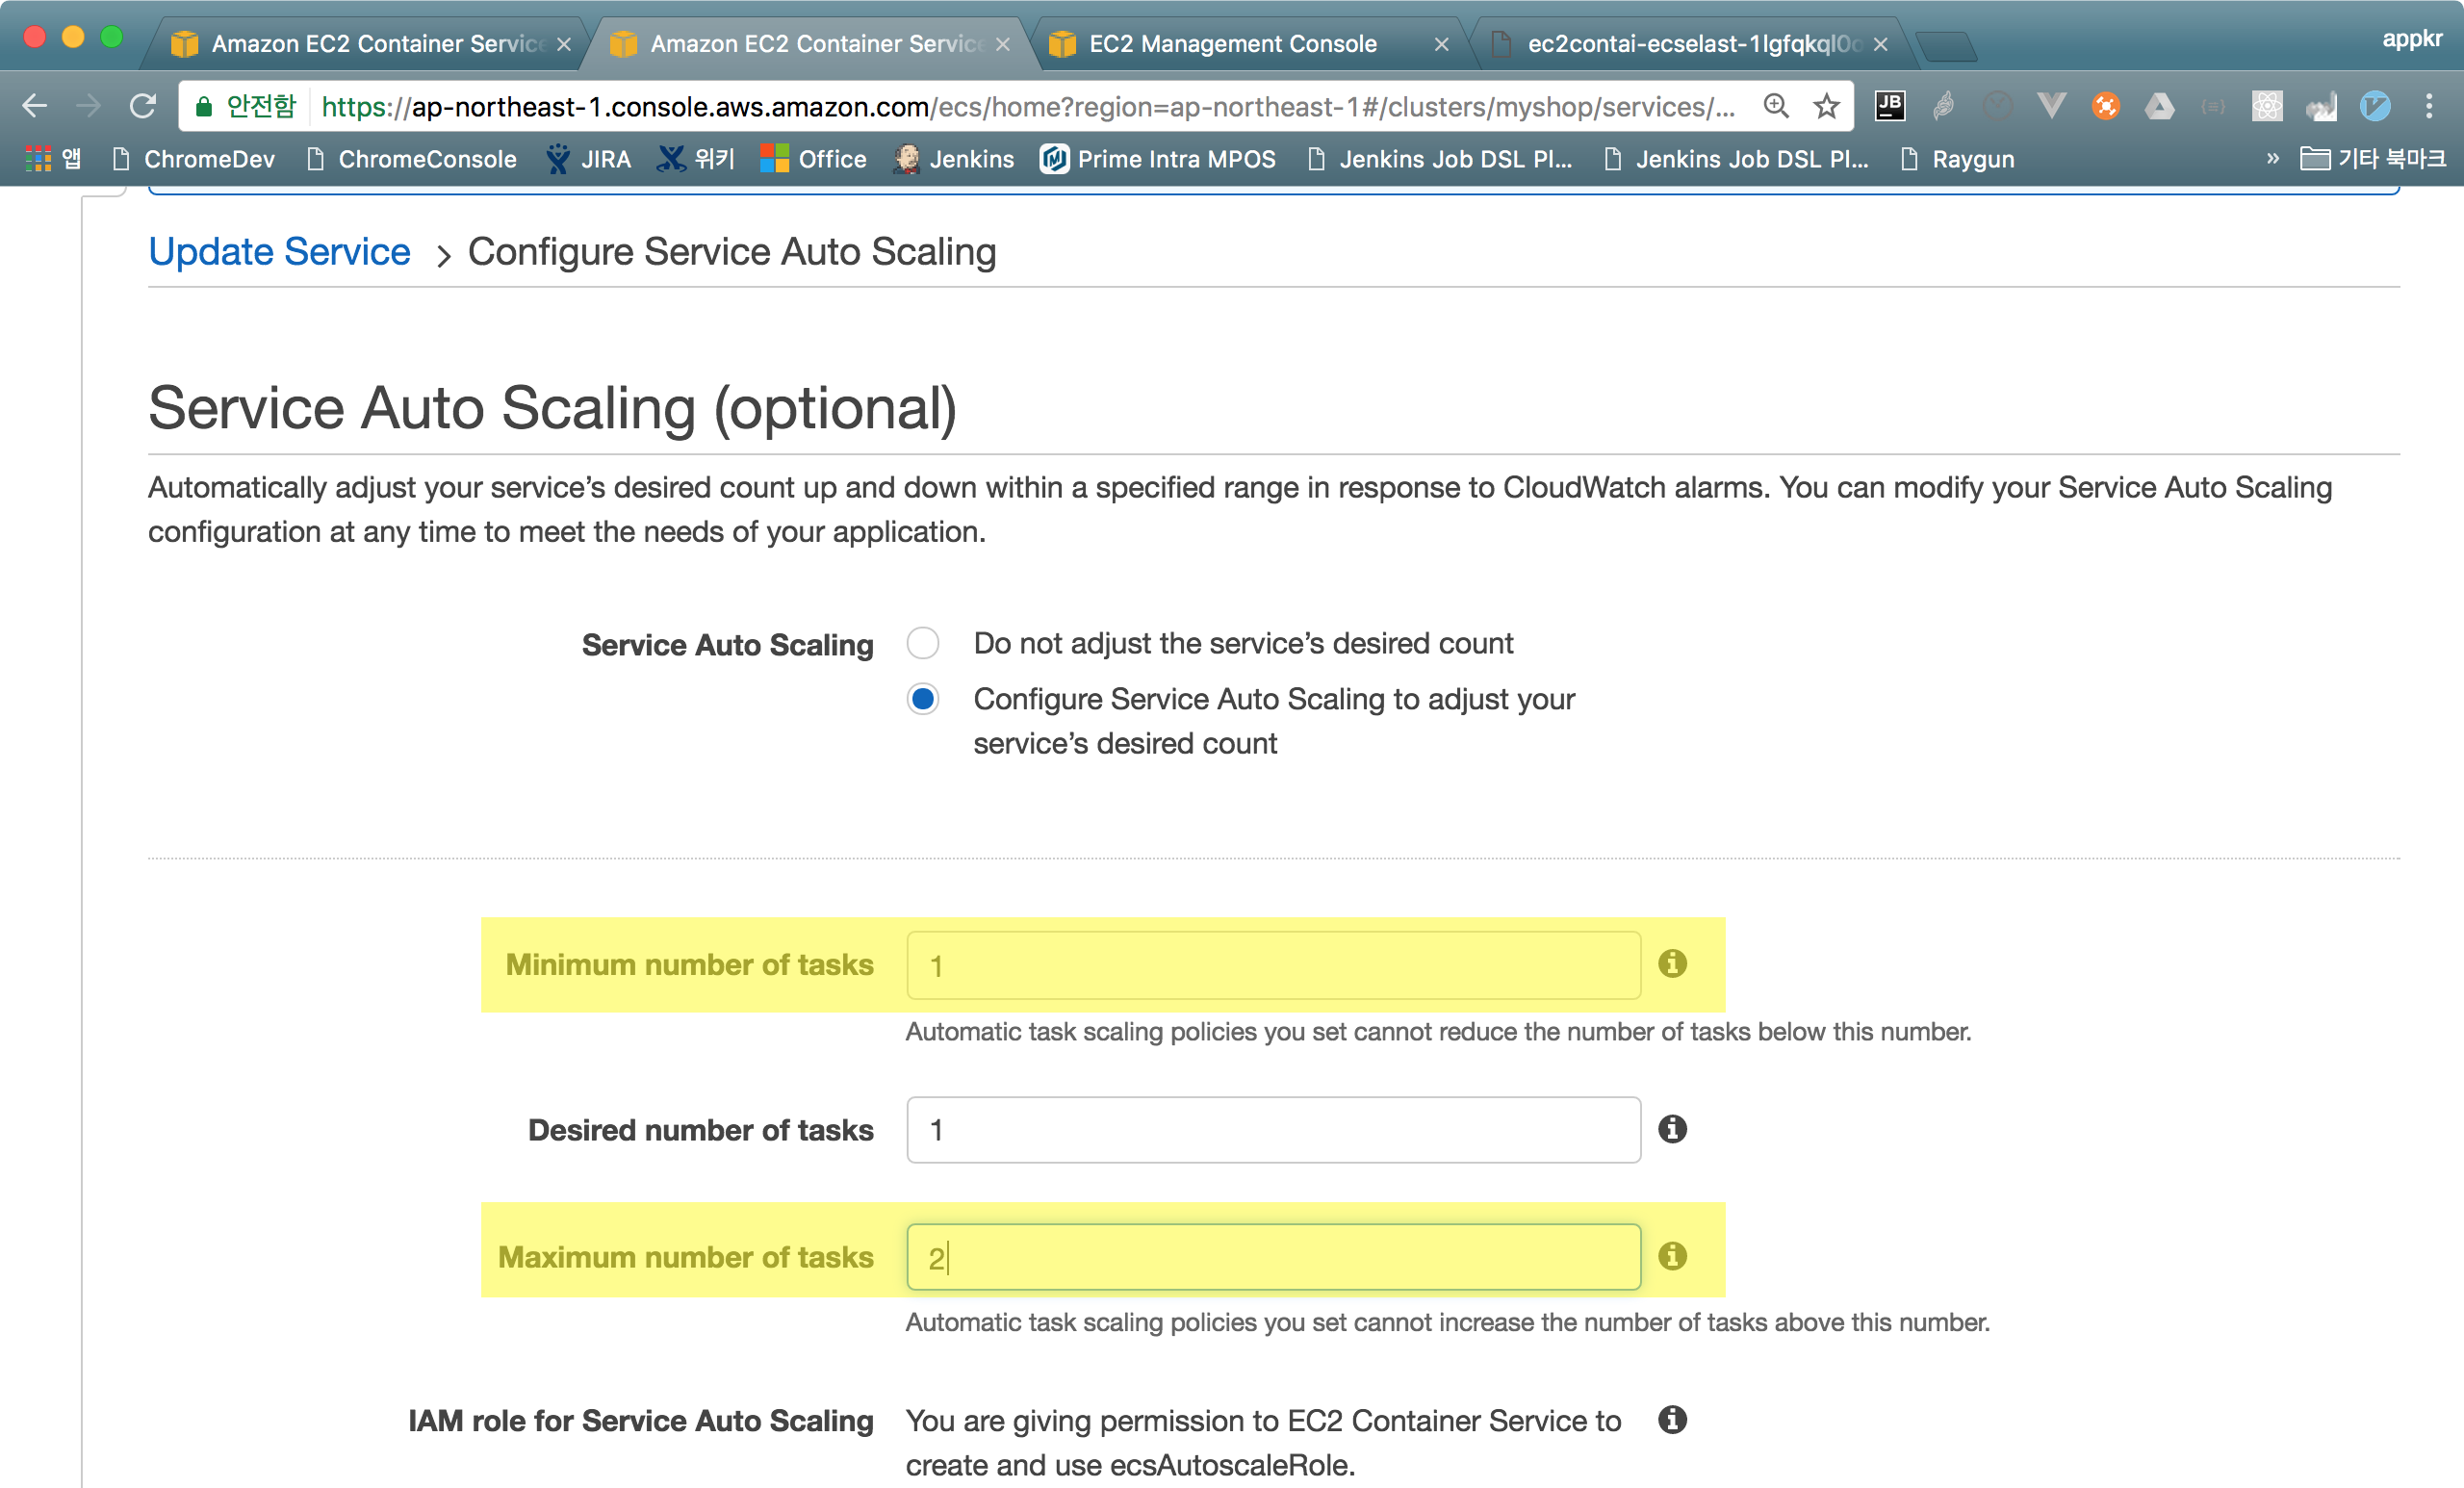 Amazon EC2 Container Service
Amazon EC2 Container Service
EC2 Management Console
ec2contai-ecselast-1lgfqkql0
appkr
안전함
https://ap-northeast-1.console.aws.amazon.com/ecs/home?region=ap-northeast-1#/clusters/myshop/services/...
JB
앱
ChromeDev
ChromeConsole
JIRA
위키
Office
Jenkins
Prime Intra MPOS
Jenkins Job DSL Pl...
Jenkins Job DSL Pl...
Raygun
»
기타 북마크
Update Service > Configure Service Auto Scaling
Service Auto Scaling (optional)
Automatically adjust your service’s desired count up and down within a specified range in response to CloudWatch alarms. You can modify your Service Auto Scaling
configuration at any time to meet the needs of your application.
Service Auto Scaling
Do not adjust the service’s desired count
Configure Service Auto Scaling to adjust your
service’s desired count
Minimum number of tasks
1
Automatic task scaling policies you set cannot reduce the number of tasks below this number.
Desired number of tasks
1
Maximum number of tasks
2
Automatic task scaling policies you set cannot increase the number of tasks above this number.
IAM role for Service Auto Scaling
You are giving permission to EC2 Container Service to
create and use ecsAutoscaleRole.